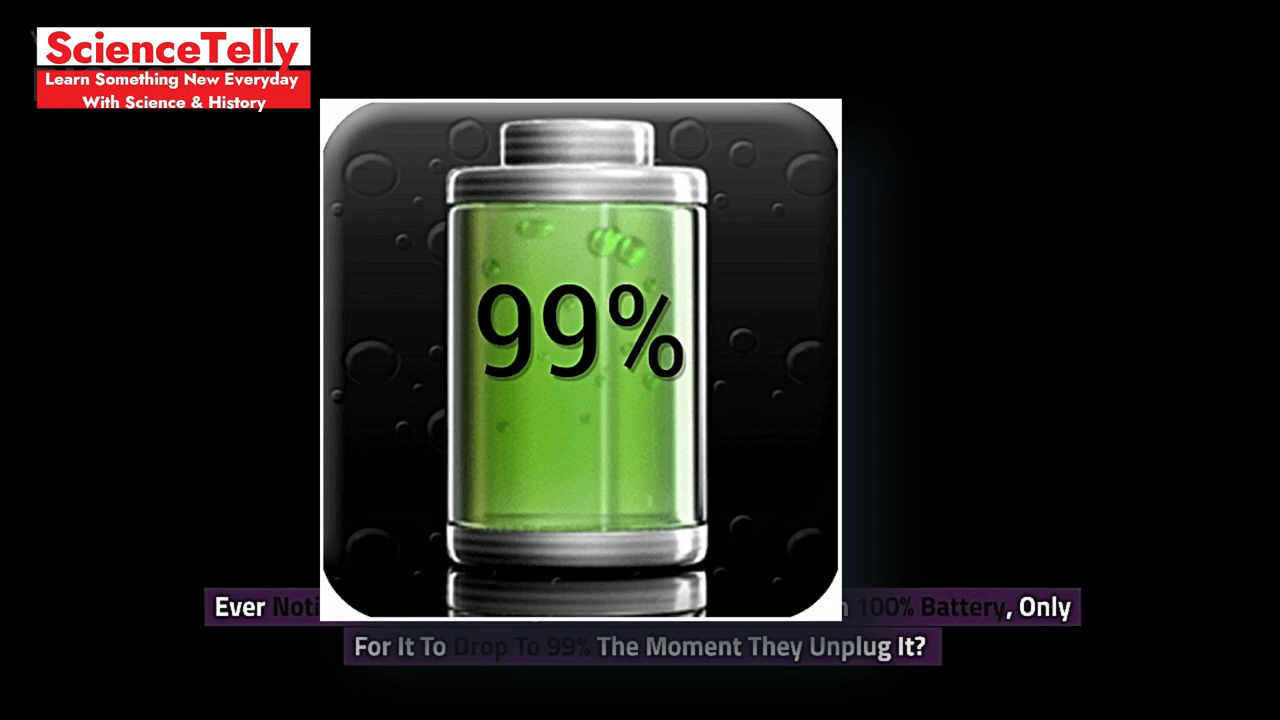 ScienceTelly
Learn Something New Everyday
With Science & History
99%
Ever 100% Battery, Only
For It To Drop To 99% The Moment They Unplug It?